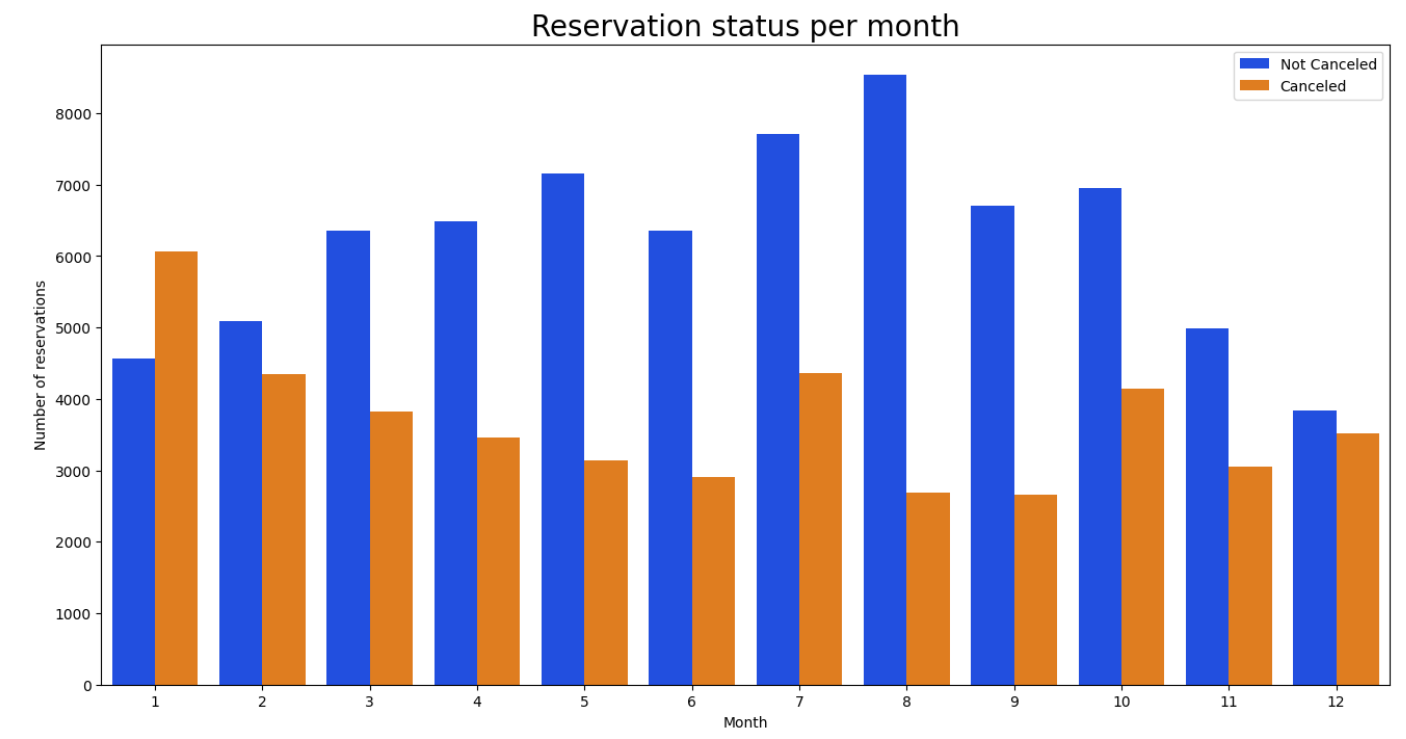 Reservation status per month
Not Canceled
Canceled
Number of reservations
8000
7000
6000
5000
4000
3000
2000
1000
0
1 2 3 4 5 6 7 8 9 10 11 12
Month